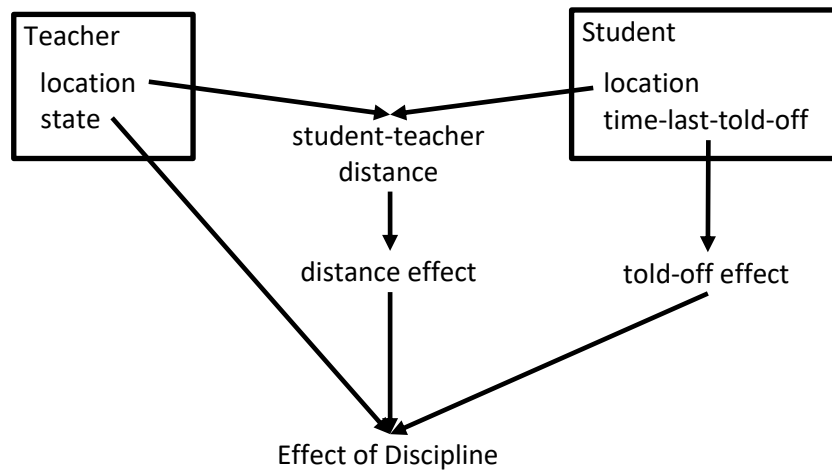 Teacher
location
state
Student
location
time-last-told-off
student-teacher
distance
distance effect
told-off effect
Effect of Discipline